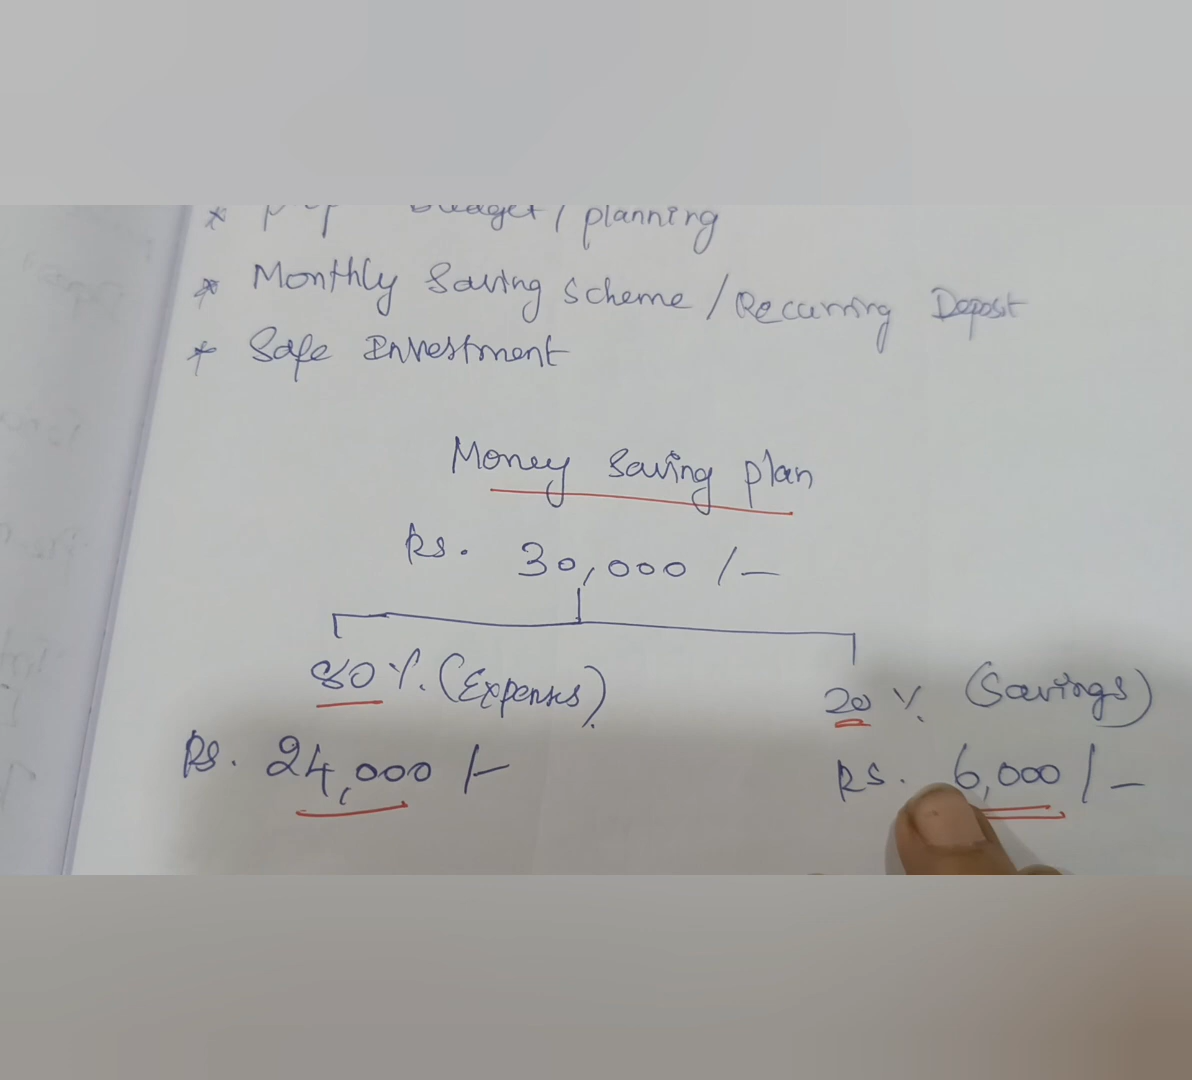 * Budget / planning
* Monthly Saving Scheme / Recurring Deposit
* Safe Investment
Money Saving plan
Rs. 30,000 /-
80 %. (Expenses) 20 % (Savings)
Rs. 24,000 /- Rs. 6,000 /-